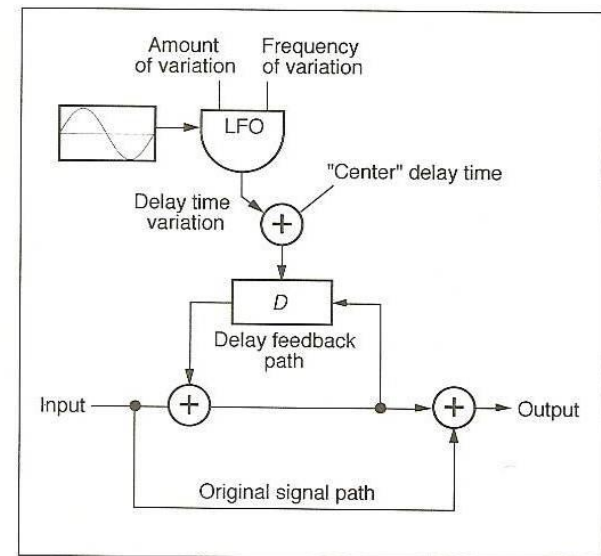 Amount
of variation
Frequency
of variation
LFO
"Center" delay time
Delay time
variation
+
D
Delay feedback
path
Input
+
+
Output
Original signal path